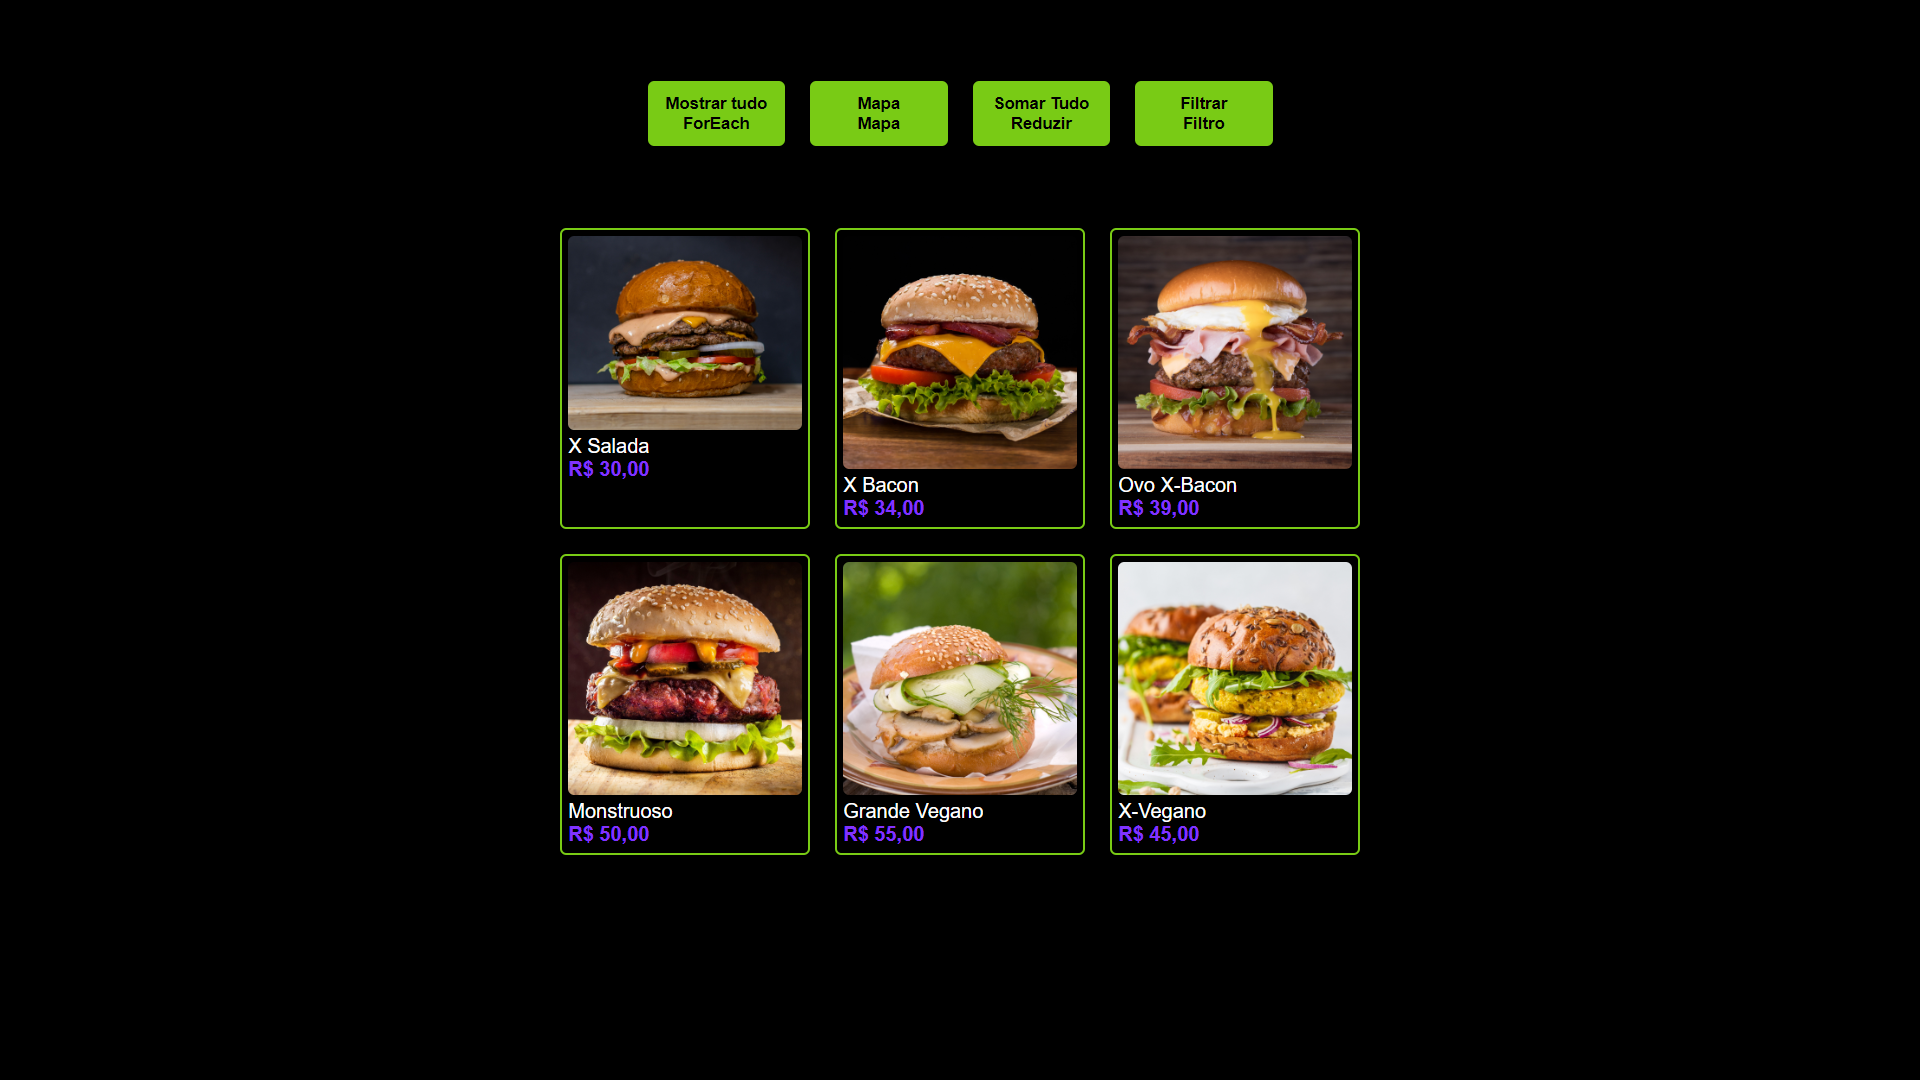 Mostrar tudo
ForEach
Mapa
Mapa
Somar Tudo
Reduzir
Filtrar
Filtro
X Salada
R$ 30,00
X Bacon
R$ 34,00
Ovo X-Bacon
R$ 39,00
Monstruoso
R$ 50,00
Grande Vegano
R$ 55,00
X-Vegano
R$ 45,00